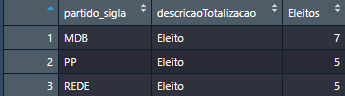 partido_sigla descricaoTotalizacao Eleitos
1 MDB Eleito 7
2 PP Eleito 5
3 REDE Eleito 5